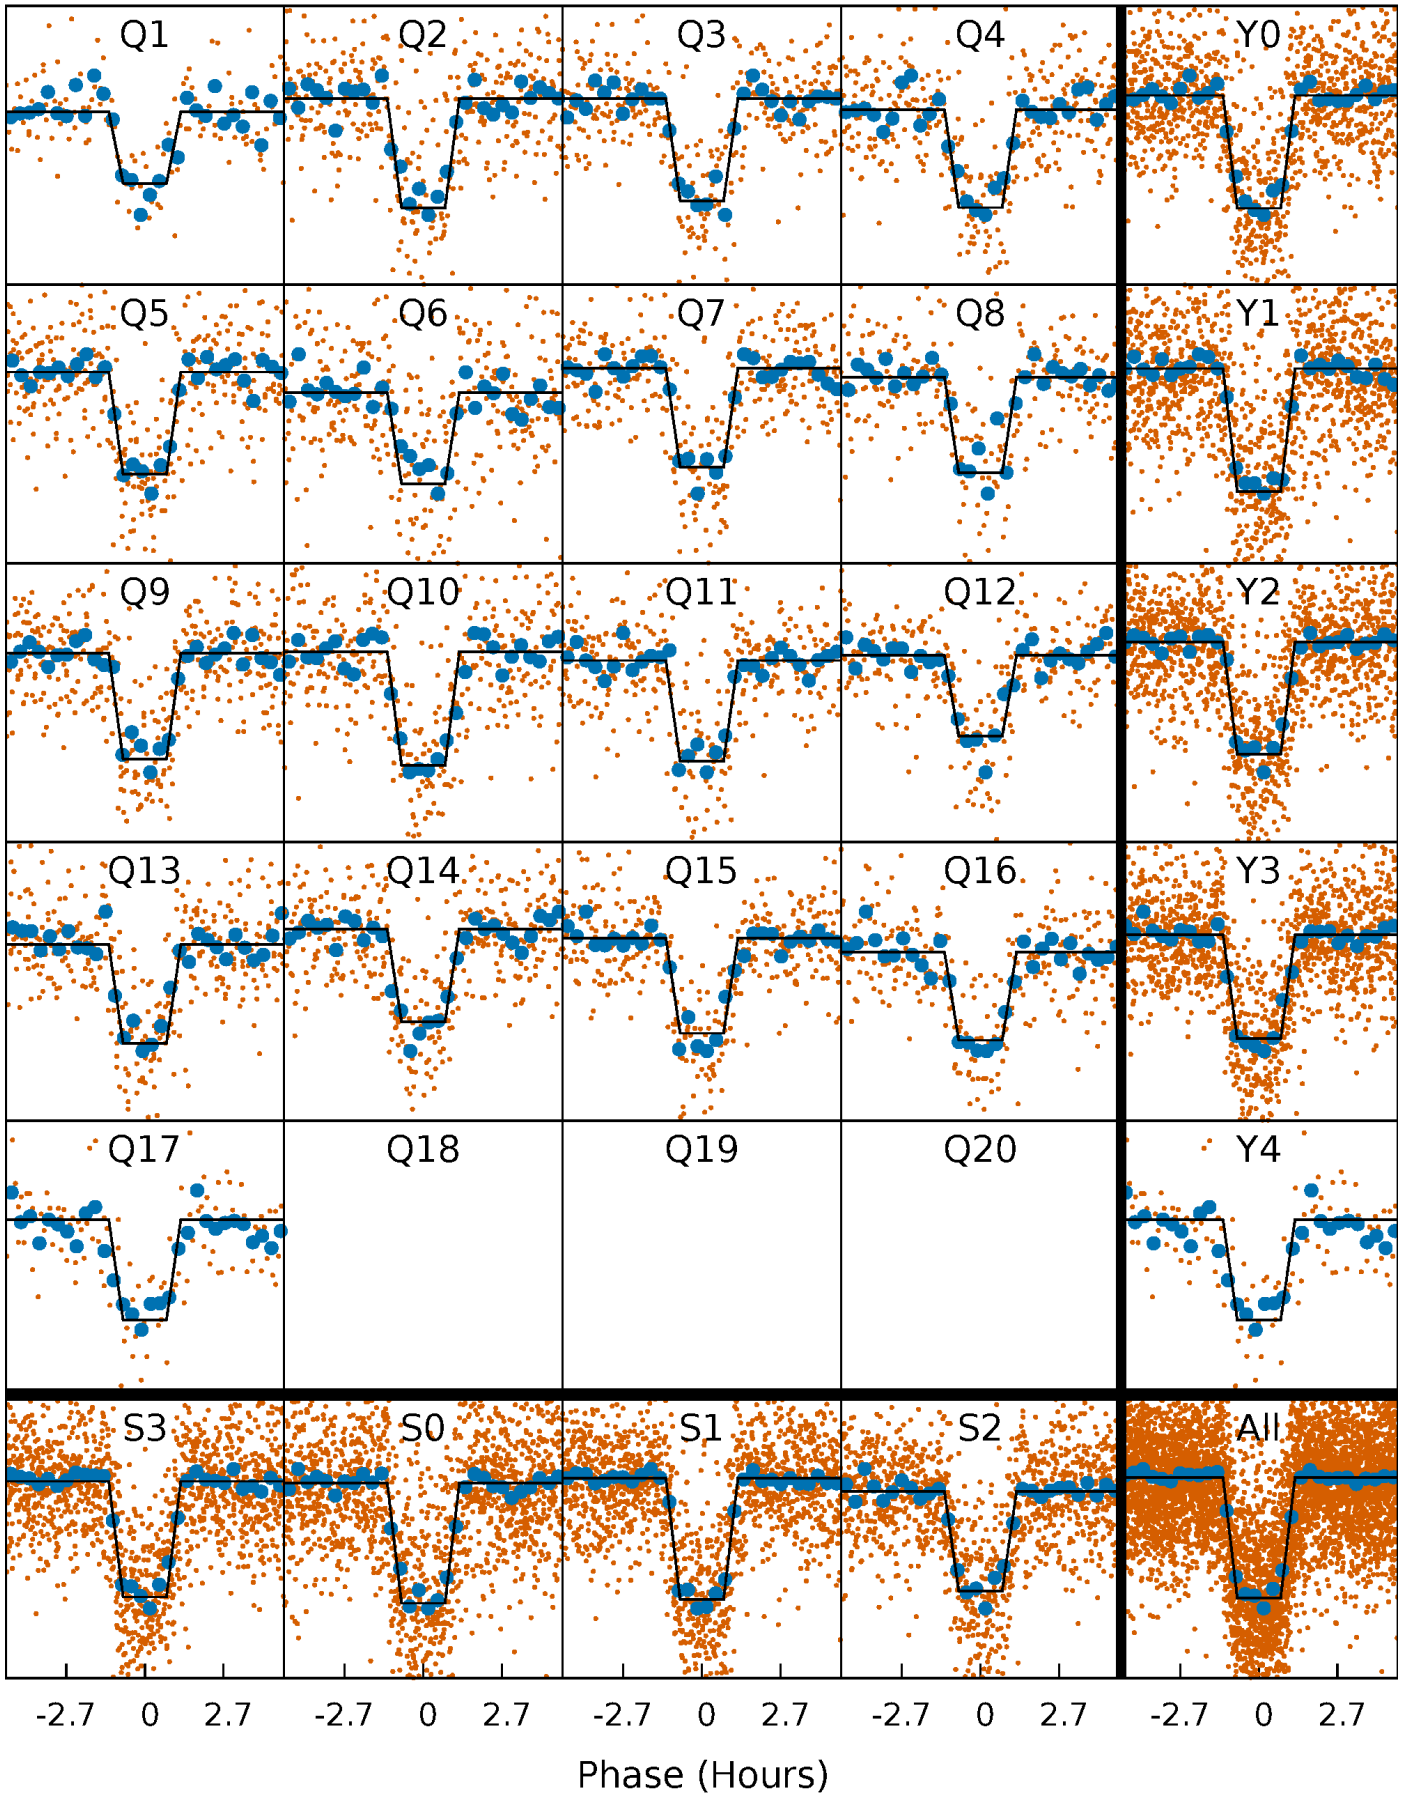 Q1 Q2 Q3 Q4 Y0
Q5 Q6 Q7 Q8 Y1
Q9 Q10 Q11 Q12 Y2
Q13 Q14 Q15 Q16 Y3
Q17 Q18 Q19 Q20 Y4
S3 S0 S1 S2 All
-2.7 0 2.7 -2.7 0 2.7 -2.7 0 2.7 -2.7 0 2.7 -2.7 0 2.7
Phase (Hours)